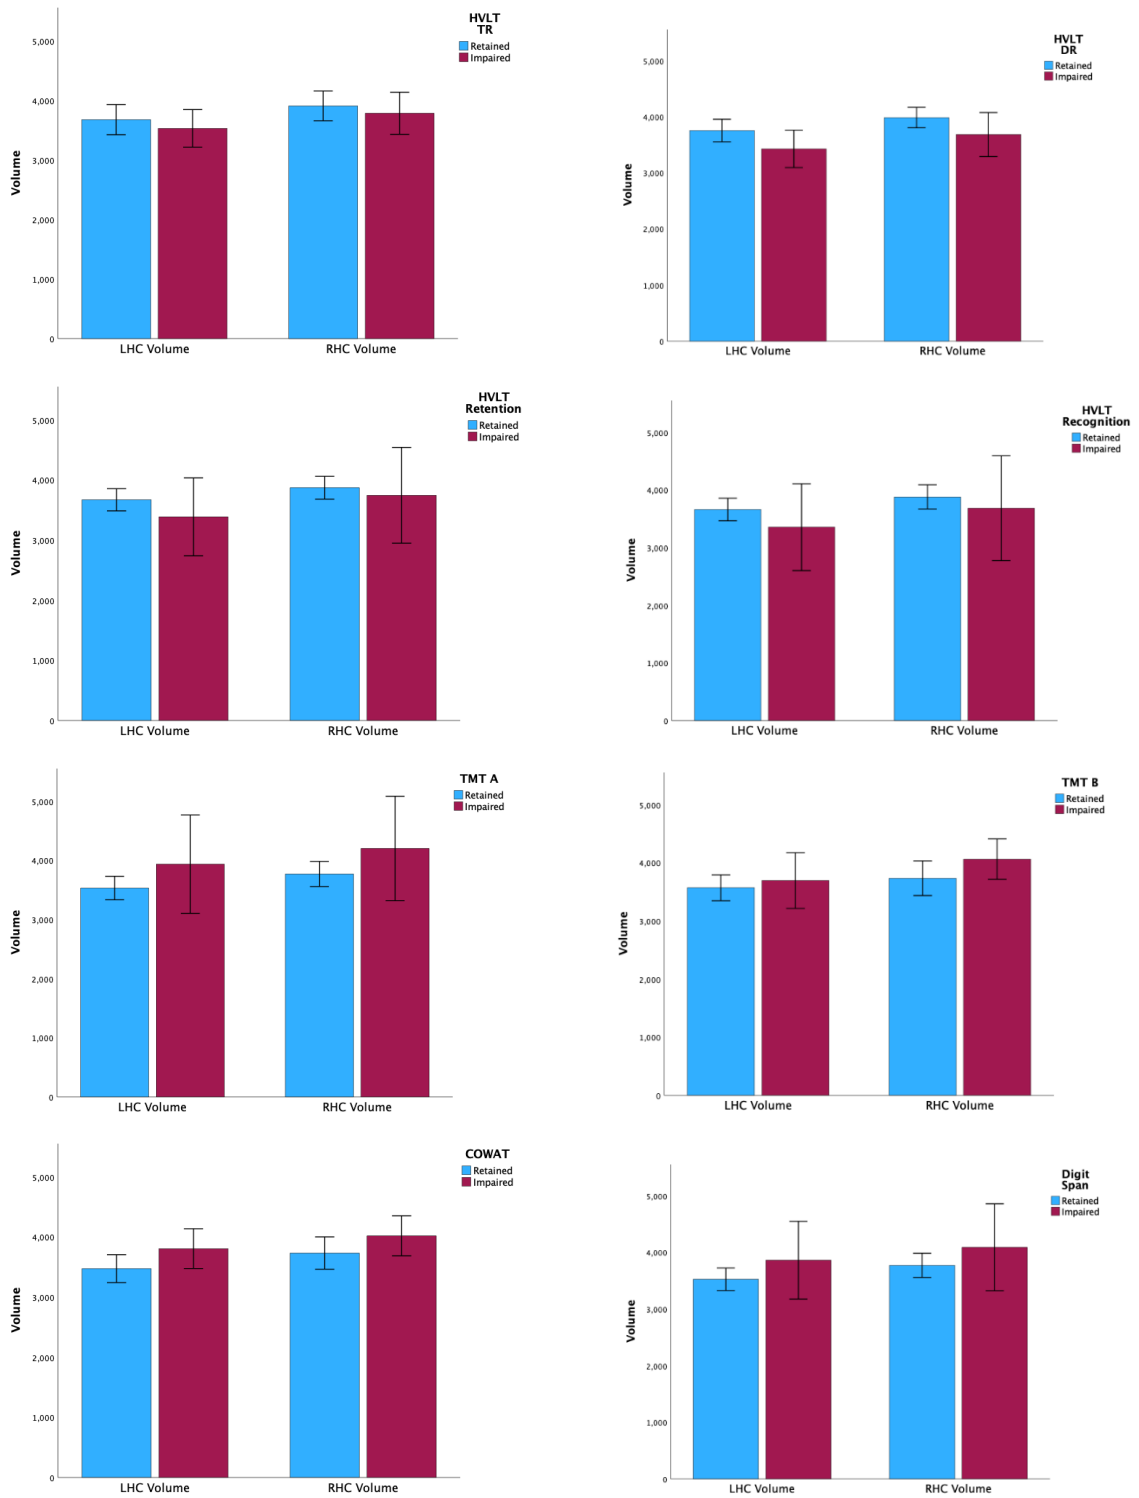 HVLT
TR
Retained
Impaired
5,000
4,000
3,000
2,000
1,000
0
Volume
LHC Volume
RHC Volume
HVLT
DR
Retained
Impaired
5,000
4,000
3,000
2,000
1,000
0
Volume
LHC Volume
RHC Volume
HVLT
Retention
Retained
Impaired
5,000
4,000
3,000
2,000
1,000
0
Volume
LHC Volume
RHC Volume
HVLT
Recognition
Retained
Impaired
5,000
4,000
3,000
2,000
1,000
0
Volume
LHC Volume
RHC Volume
TMT A
Retained
Impaired
5,000
4,000
3,000
2,000
1,000
0
Volume
LHC Volume
RHC Volume
TMT B
Retained
Impaired
5,000
4,000
3,000
2,000
1,000
0
Volume
LHC Volume
RHC Volume
COWAT
Retained
Impaired
5,000
4,000
3,000
2,000
1,000
0
Volume
LHC Volume
RHC Volume
Digit
Span
Retained
Impaired
5,000
4,000
3,000
2,000
1,000
0
Volume
LHC Volume
RHC Volume